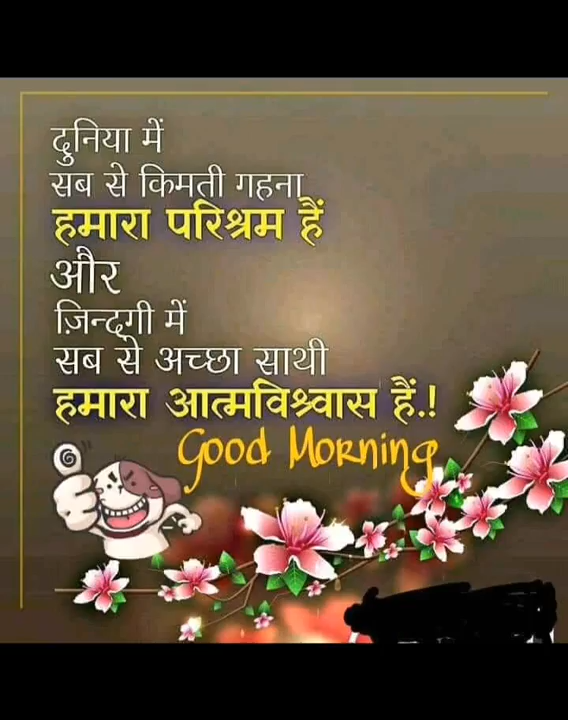 दुनिया में
सब से किमती गहना
हमारा परिश्रम हैं
और
ज़िन्दगी में
सब से अच्छा साथी
हमारा आत्मविश्वास हैं.!
Good Morning